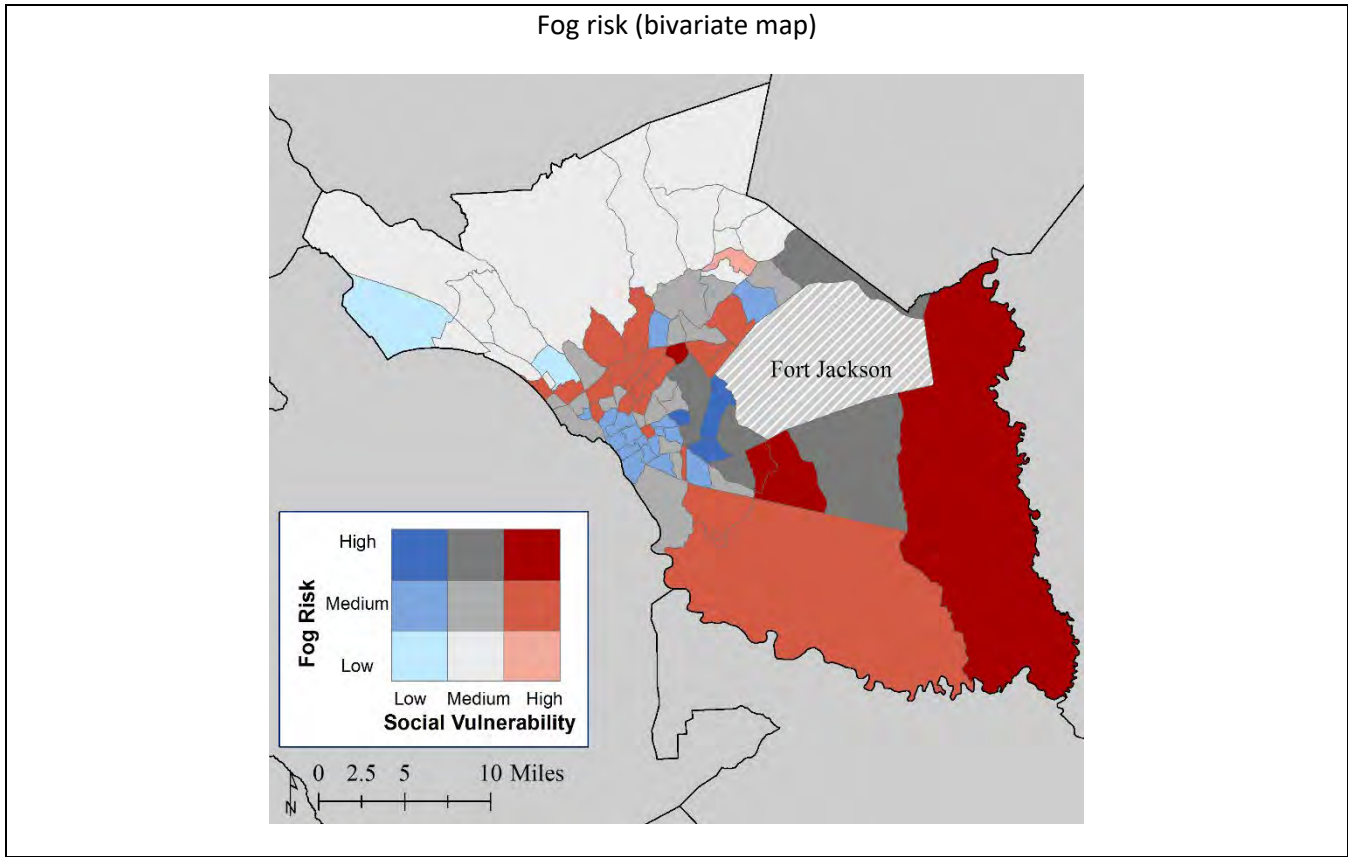 Fog risk (bivariate map)
Fort Jackson
High
Medium
Low
Fog Risk
Low Medium High
Social Vulnerability
0 2.5 5 10 Miles
N